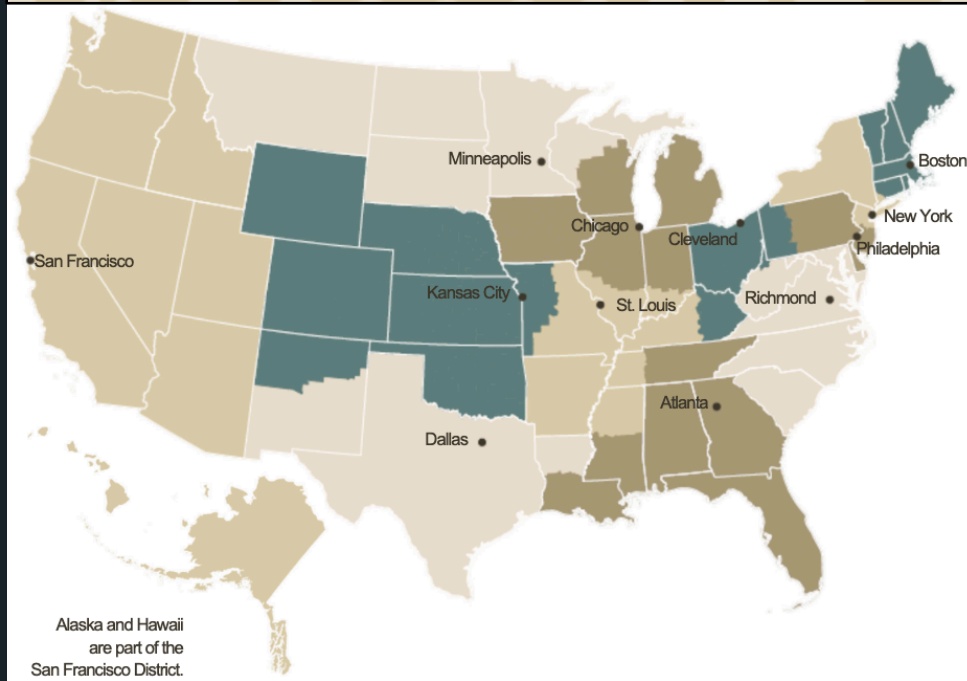 Minneapolis
Boston
Chicago
Cleveland
New York
Philadelphia
San Francisco
Kansas City
St. Louis
Richmond
Atlanta
Dallas
Alaska and Hawaii
are part of the
San Francisco District.